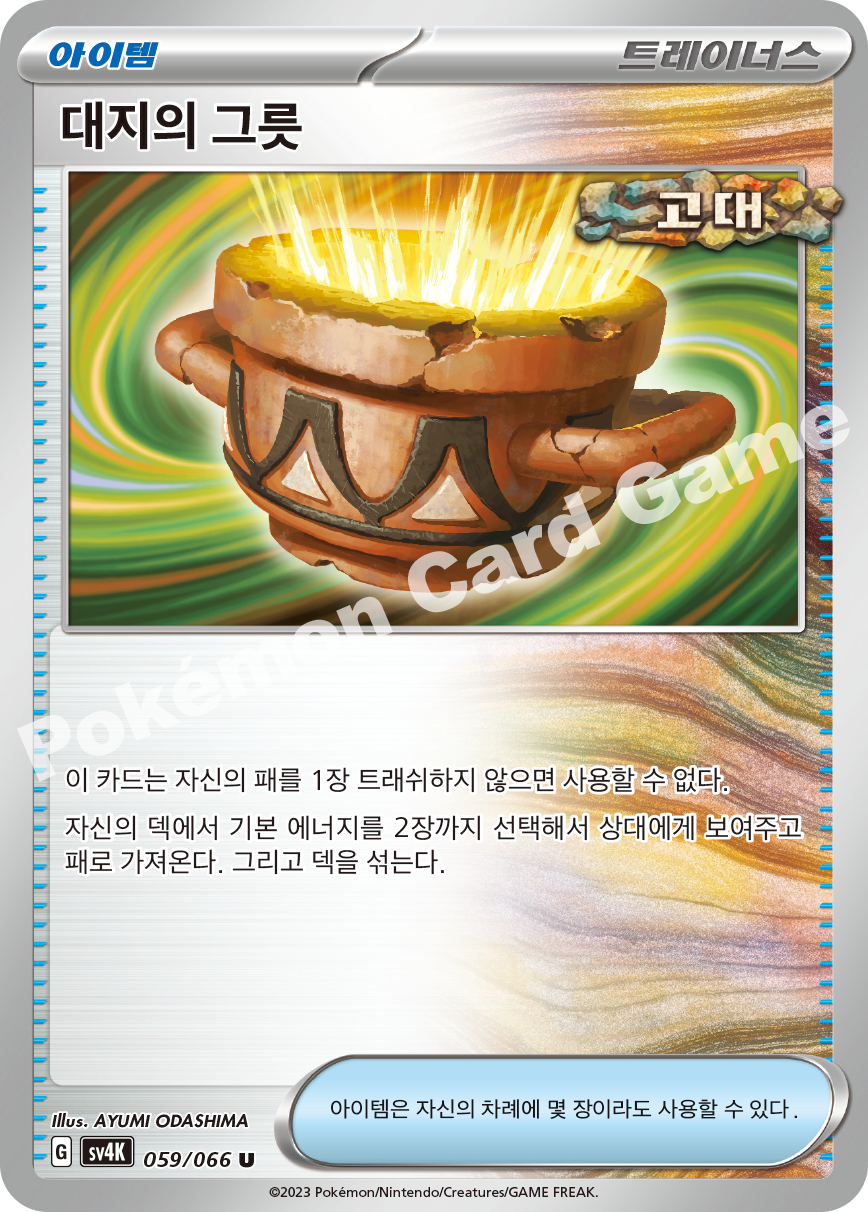 아이템 트레이너스
대지의 그릇
고대
Pokémon Card Game
이 카드는 자신의 패를 1장 트래쉬하지 않으면 사용할 수 없다.
자신의 덱에서 기본 에너지를 2장까지 선택해서 상대에게 보여주고
패로 가져온다. 그리고 덱을 섞는다.
아이템은 자신의 차례에 몇 장이라도 사용할 수 있다.
Illus. AYUMI ODASHIMA
G sv4K 059/066 U
©2023 Pokémon/Nintendo/Creatures/GAME FREAK.